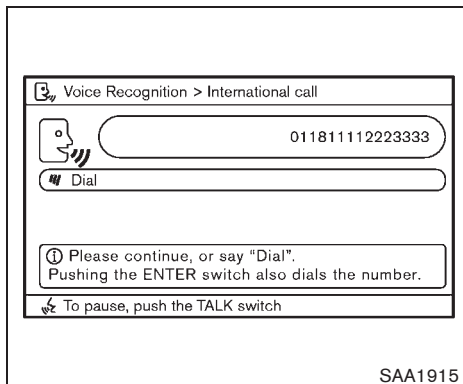 Voice Recognition > International call
011811112223333
Dial
Please continue, or say “Dial”.
Pushing the ENTER switch also dials the number.
To pause, push the TALK switch
SAA1915